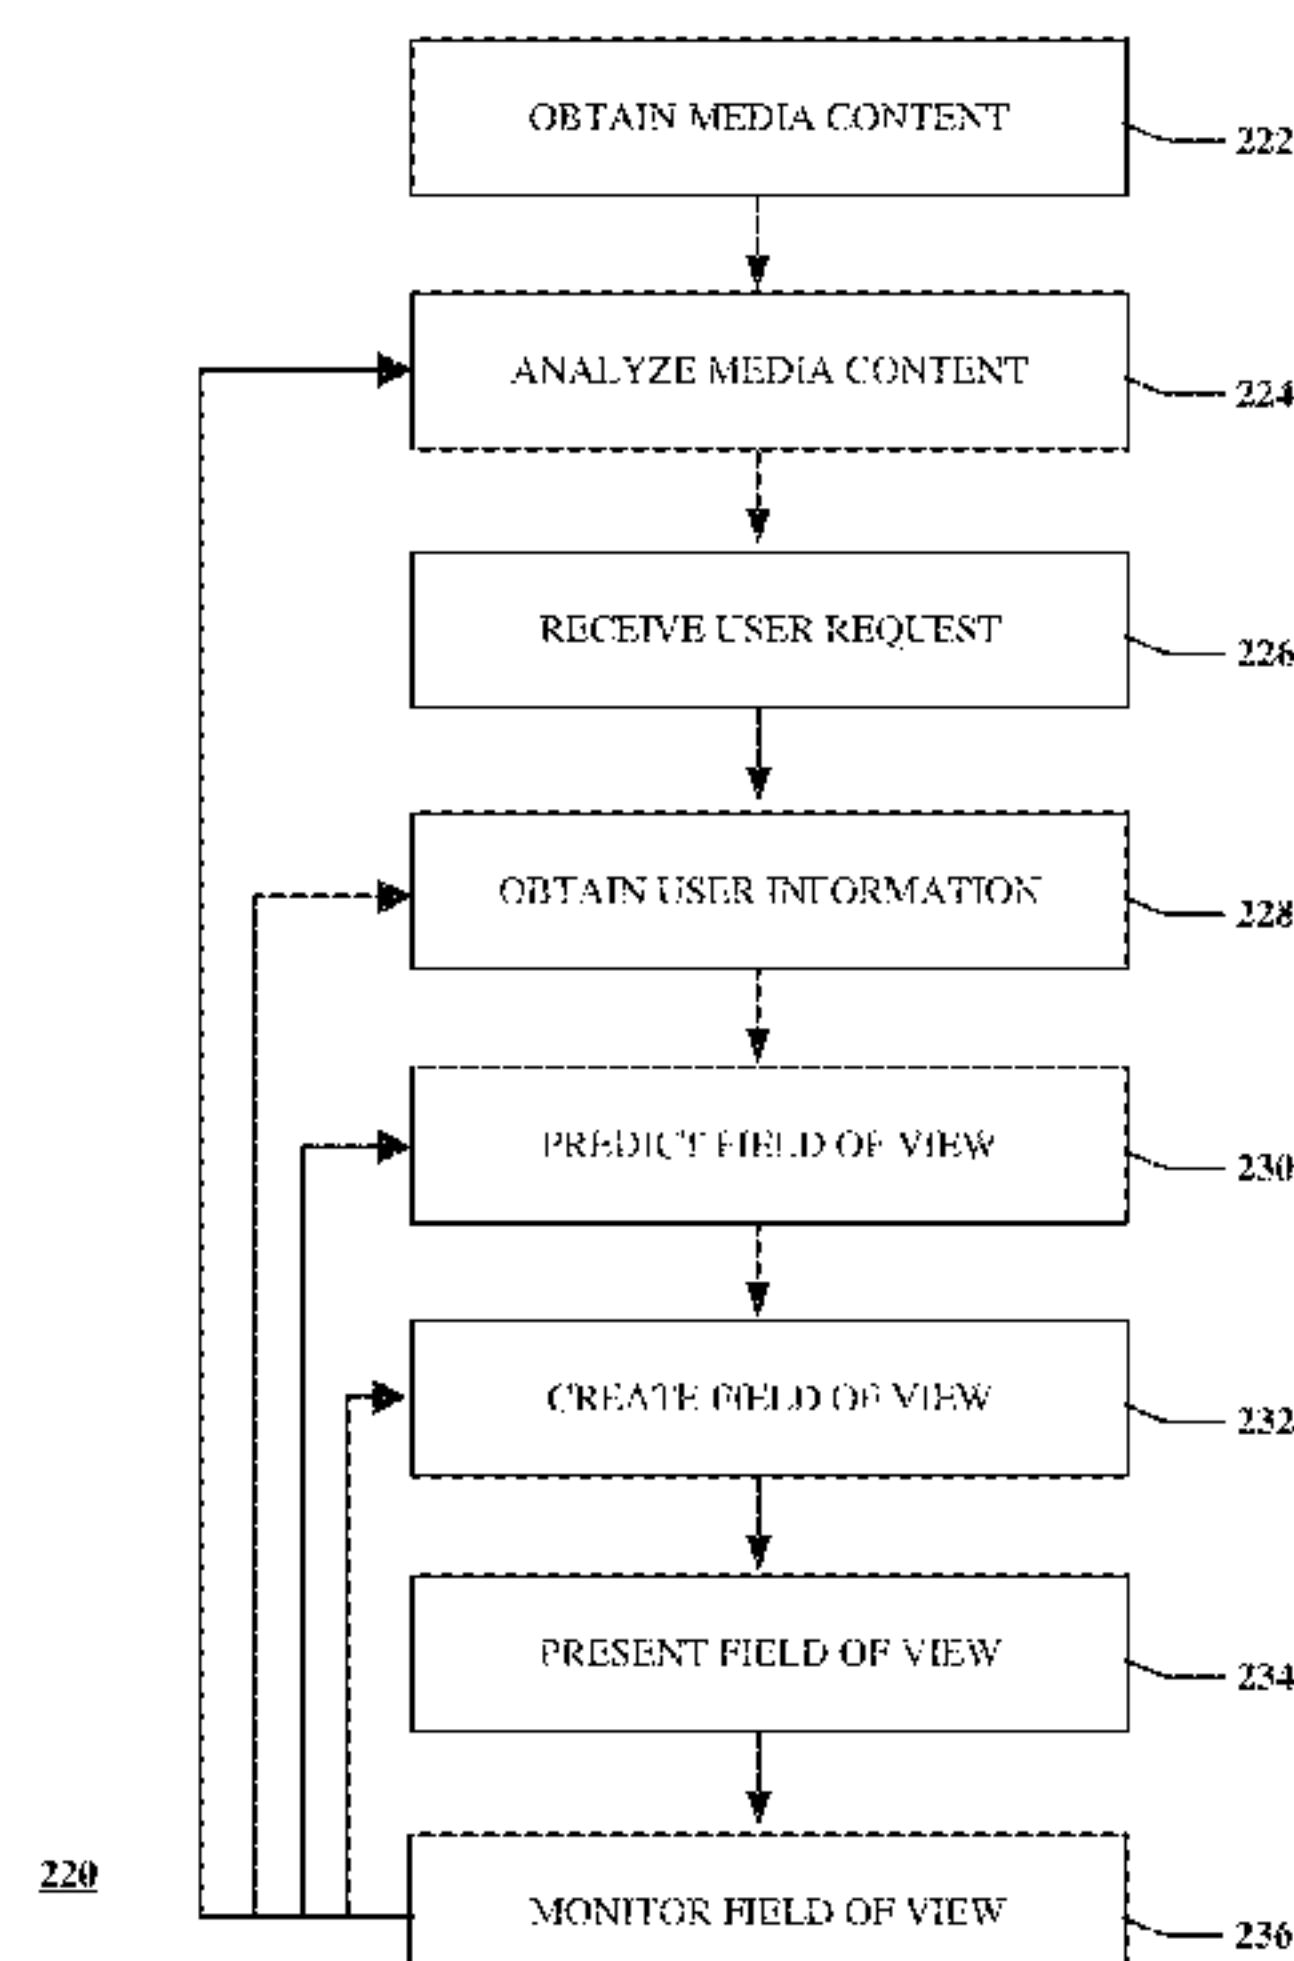 OBTAIN MEDIA CONTENT
222
ANALYZE MEDIA CONTENT
224
RECEIVE USER REQUEST
226
OBTAIN USER INFORMATION
228
PREDICT FIELD OF VIEW
230
CREATE FIELD OF VIEW
232
PRESENT FIELD OF VIEW
234
220
MONITOR FIELD OF VIEW
236